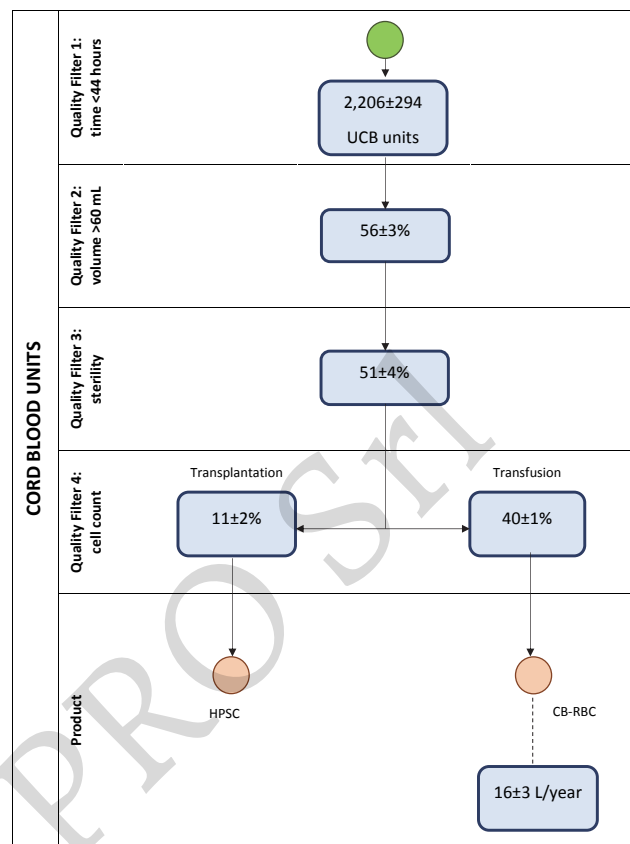 CORD BLOOD UNITS
Quality Filter 1:
time <44 hours
2,206±294
UCB units
Quality Filter 2:
volume >60 mL
56±3%
Quality Filter 3:
sterility
51±4%
Quality Filter 4:
cell count
Transplantation
Transfusion
11±2%
40±1%
Product
HPSC
CB-RBC
16±3 L/year
PRO Srl